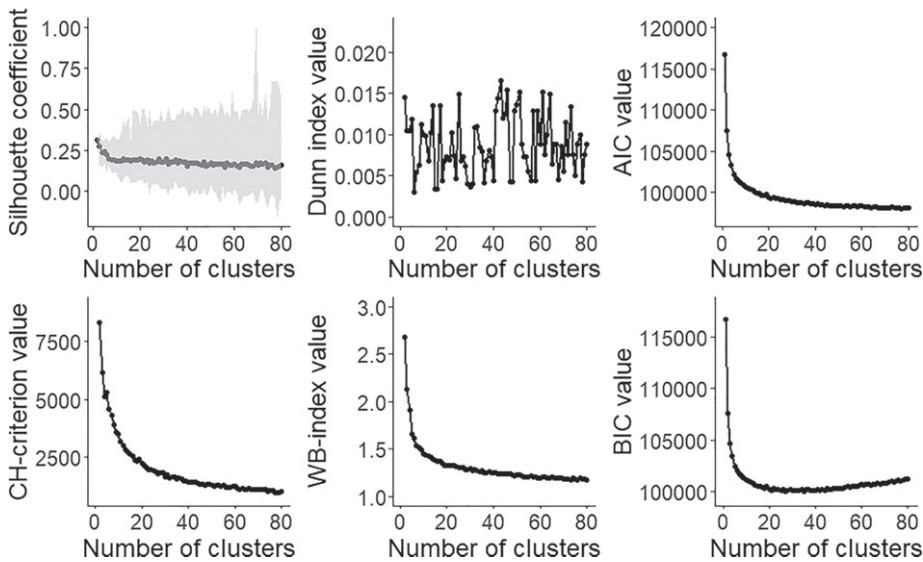 Silhouette coefficient
1.00
0.75
0.50
0.25
0.00
0 20 40 60 80
Number of clusters
Dunn index value
0.020
0.015
0.010
0.005
0.000
0 20 40 60 80
Number of clusters
AIC value
120000
115000
110000
105000
100000
0 20 40 60 80
Number of clusters
CH-criterion value
7500
5000
2500
0 20 40 60 80
Number of clusters
WB-index value
3.0
2.5
2.0
1.5
1.0
0 20 40 60 80
Number of clusters
BIC value
115000
110000
105000
100000
0 20 40 60 80
Number of clusters